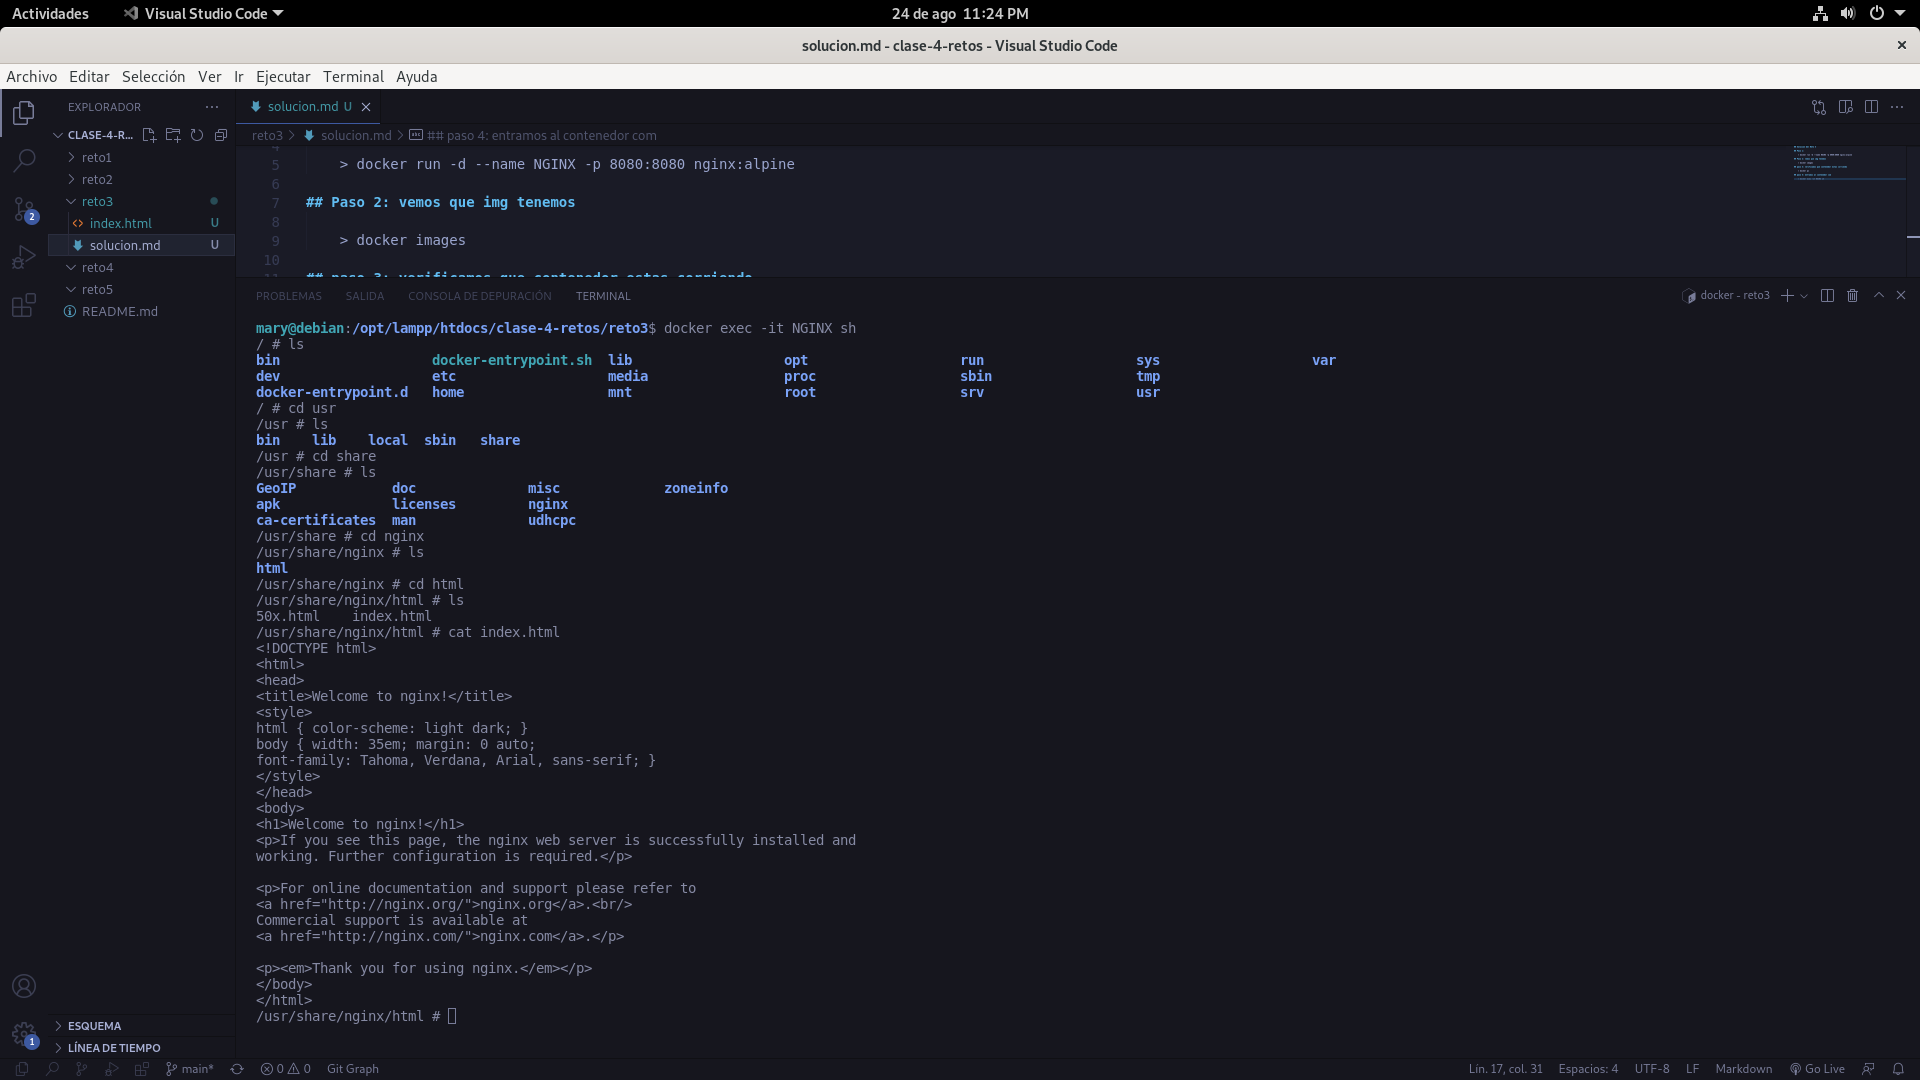 Actividades Visual Studio Code 24 de ago 11:24 PM
solucion.md - clase-4-retos - Visual Studio Code
Archivo Editar Selección Ver Ir Ejecutar Terminal Ayuda
EXPLORADOR
CLASE-4-R...
reto1
reto2
reto3
index.html U
solucion.md U
reto4
reto5
README.md
2
1
ESQUEMA
LÍNEA DE TIEMPO
solucion.md U
reto3 > solucion.md > ## paso 4: entramos al contenedor com
4
5 > docker run -d --name NGINX -p 8080:8080 nginx:alpine
6
7 ## Paso 2: vemos que img tenemos
8
9 > docker images
10
11 ## paso 3: verificamos que contenedor estas corriendo
PROBLEMAS SALIDA CONSOLA DE DEPURACIÓN TERMINAL docker - reto3
mary@debian:/opt/lampp/htdocs/clase-4-retos/reto3$ docker exec -it NGINX sh
/ # ls
bin docker-entrypoint.sh lib opt run sys var
dev etc media proc sbin tmp
docker-entrypoint.d home mnt root srv usr
/ # cd usr
/usr # ls
bin lib local sbin share
/usr # cd share
/usr/share # ls
GeoIP doc misc zoneinfo
apk licenses nginx
ca-certificates man udhcpc
/usr/share # cd nginx
/usr/share/nginx # ls
html
/usr/share/nginx # cd html
/usr/share/nginx/html # ls
50x.html index.html
/usr/share/nginx/html # cat index.html
<!DOCTYPE html>
<html>
<head>
<title>Welcome to nginx!</title>
<style>
html { color-scheme: light dark; }
body { width: 35em; margin: 0 auto;
font-family: Tahoma, Verdana, Arial, sans-serif; }
</style>
</head>
<body>
<h1>Welcome to nginx!</h1>
<p>If you see this page, the nginx web server is successfully installed and
working. Further configuration is required.</p>
<p>For online documentation and support please refer to
<a href="http://nginx.org/">nginx.org</a>.<br/>
Commercial support is available at
<a href="http://nginx.com/">nginx.com</a>.</p>
<p><em>Thank you for using nginx.</em></p>
</body>
</html>
/usr/share/nginx/html #
main* 0 0 Git Graph Lín. 17, col. 31 Espacios: 4 UTF-8 LF Markdown Go Live